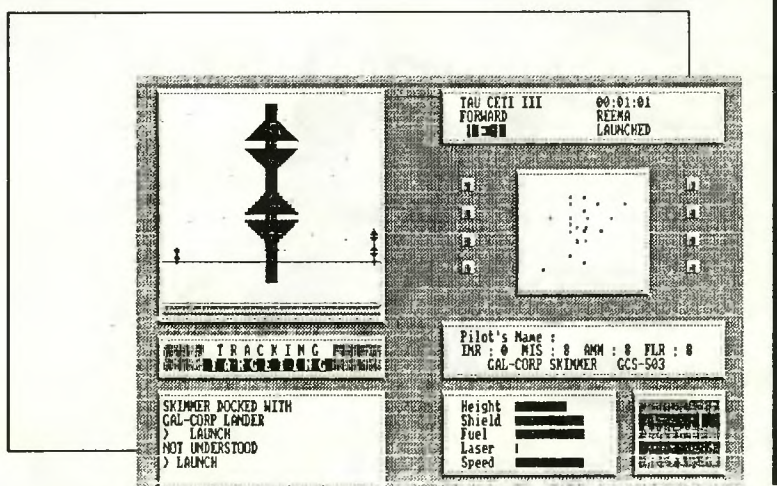 TAU CETI III 00:01:01
FORWARD REEMA
LAUNCHED
TRACKING
TARGETING
Pilot's Name :
IMR : 0 MIS : 8 AMM : 8 FLR : 8
GAL-CORP SKIMMER GCS-S03
SKIMMER DOCKED WITH
GAL-CORP LANDER
> LAUNCH
NOT UNDERSTOOD
> LAUNCH
Height
Shield
Fuel
Laser
Speed